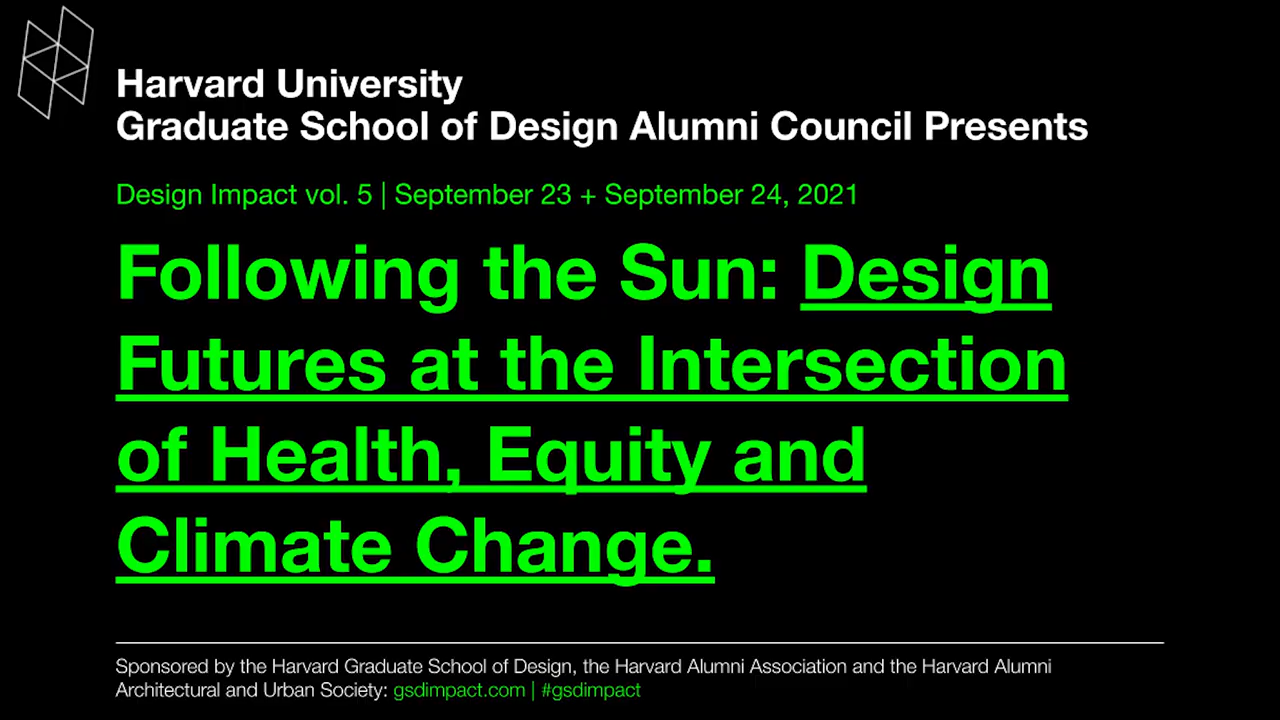 Harvard University
Graduate School of Design Alumni Council Presents
Design Impact vol. 5 | September 23 + September 24, 2021
Following the Sun: Design
Futures at the Intersection
of Health, Equity and
Climate Change.
Sponsored by the Harvard Graduate School of Design, the Harvard Alumni Association and the Harvard Alumni
Architectural and Urban Society: gsdimpact.com | #gsdimpact